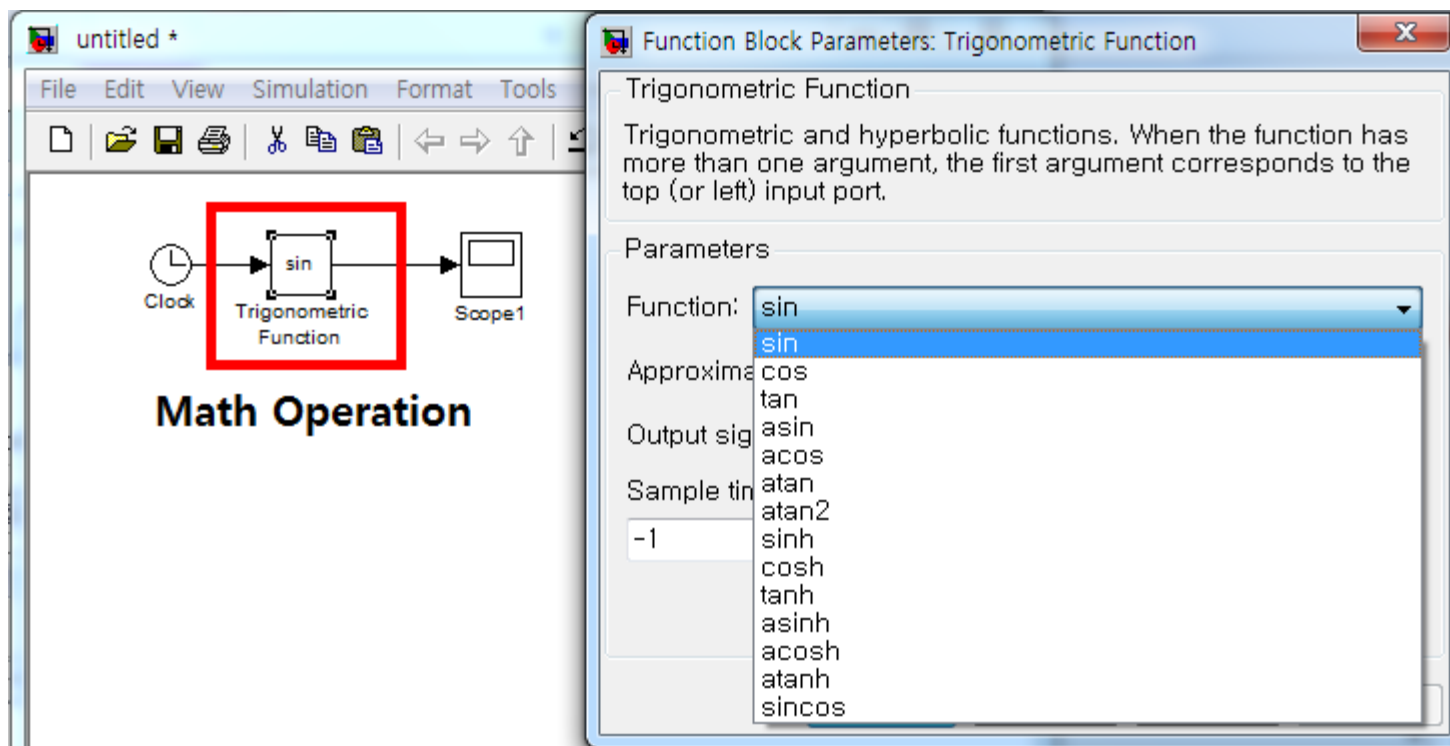 untitled *
File Edit View Simulation Format Tools
Clock
sin
Trigonometric
Function
Scope1
Math Operation
Function Block Parameters: Trigonometric Function
Trigonometric Function
Trigonometric and hyperbolic functions. When the function has
more than one argument, the first argument corresponds to the
top (or left) input port.
Parameters
Function: sin
sin
Approxima cos
tan
Output sig asin
acos
Sample tim atan
atan2
-1 sinh
cosh
tanh
asinh
acosh
atanh
sincos